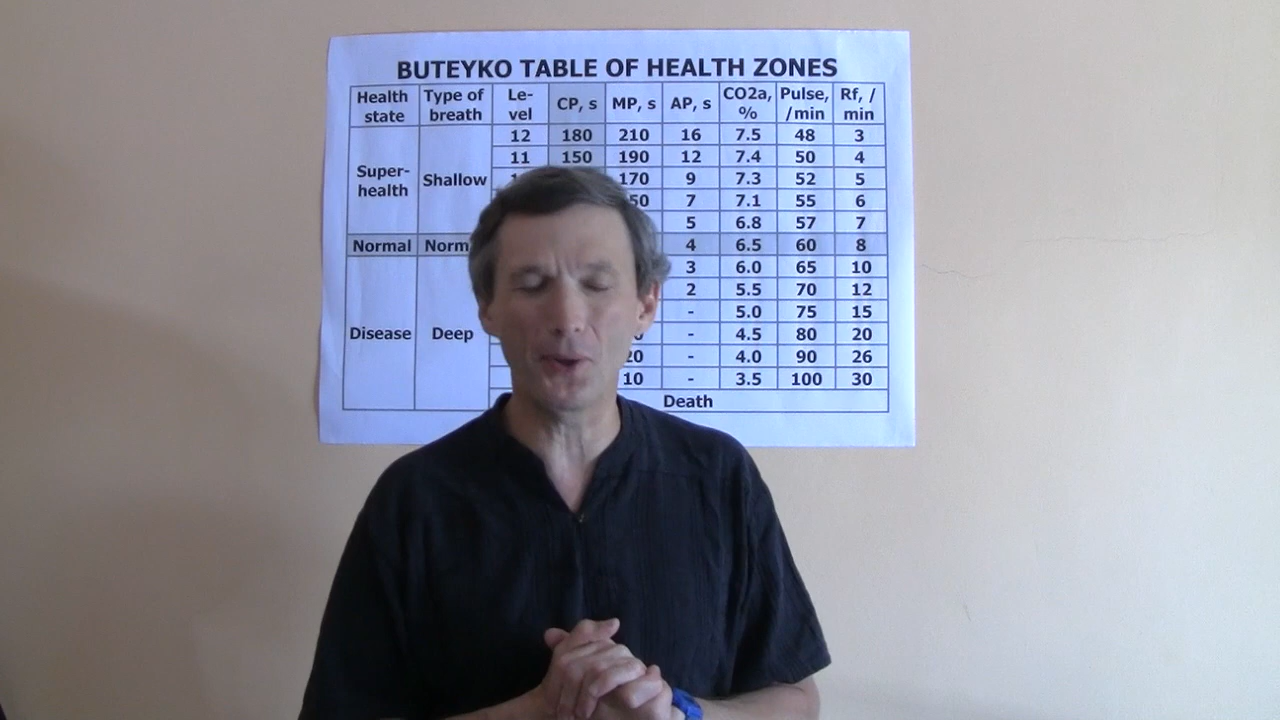 BUTEYKO TABLE OF HEALTH ZONES
Health state Type of breath Le-vel CP, s MP, s AP, s CO2a, % Pulse, /min Rf, / min
12 180 210 16 7.5 48 3
11 150 190 12 7.4 50 4
Super-health Shallow 170 9 7.3 52 5
7 7.1 55 6
5 6.8 57 7
Normal 4 6.5 60 8
3 6.0 65 10
2 5.5 70 12
- 5.0 75 15
Disease Deep - 4.5 80 20
20 - 4.0 90 26
10 - 3.5 100 30
Death